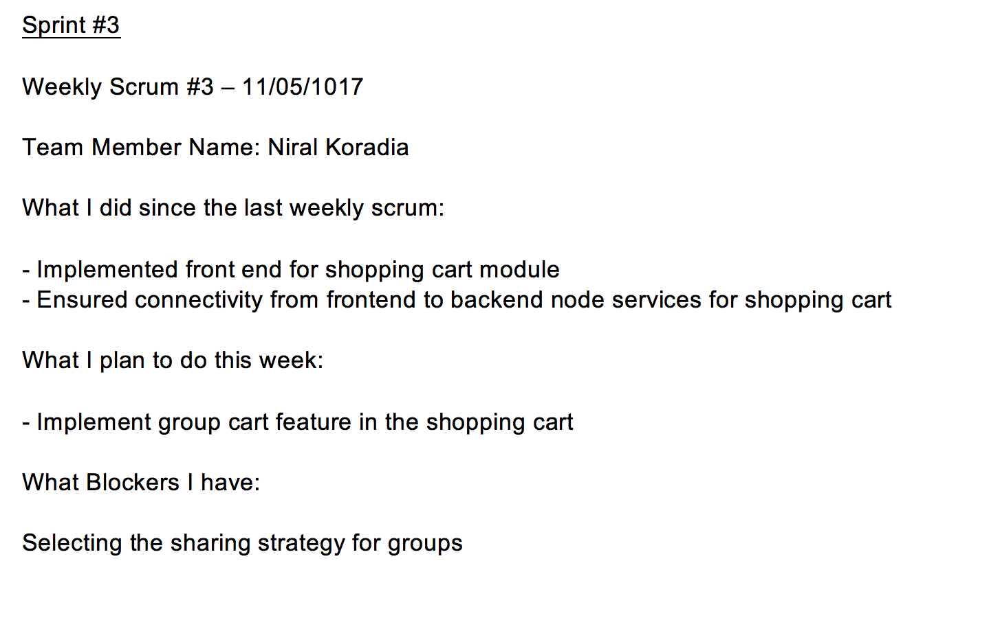 Sprint #3
Weekly Scrum #3 – 11/05/1017
Team Member Name: Niral Koradia
What I did since the last weekly scrum:
- Implemented front end for shopping cart module
- Ensured connectivity from frontend to backend node services for shopping cart
What I plan to do this week:
- Implement group cart feature in the shopping cart
What Blockers I have:
Selecting the sharing strategy for groups